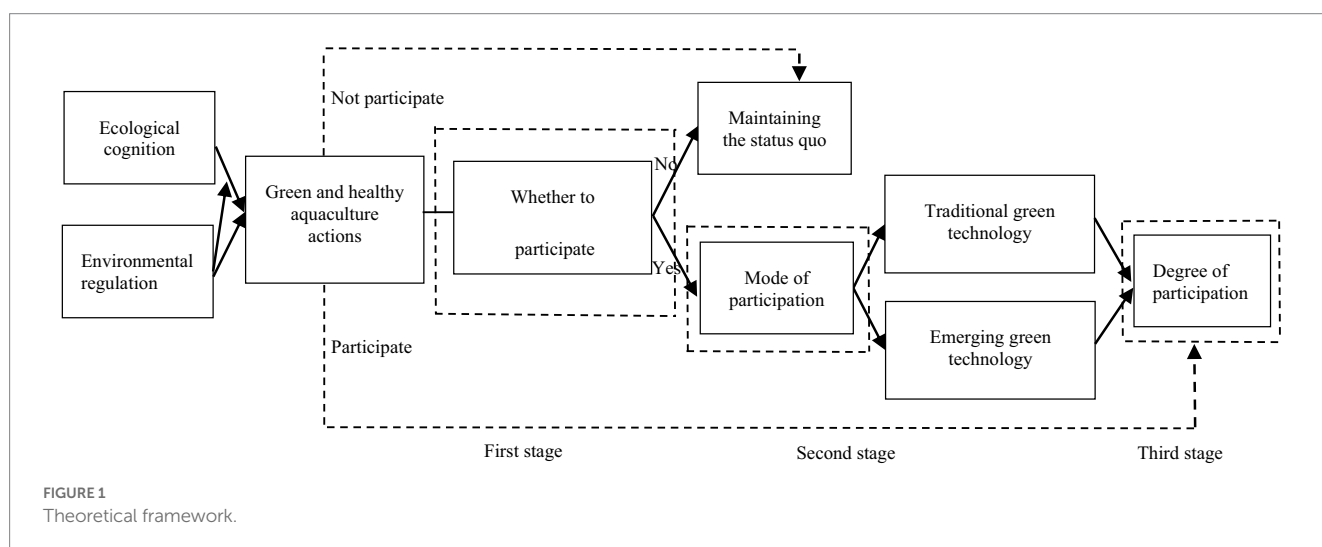 Ecological
cognition
Environmental
regulation
Green and healthy
aquaculture
actions
Not participate
Participate
Whether to
participate
No
Yes
Maintaining
the status quo
Mode of
participation
Traditional green
technology
Emerging green
technology
Degree of
participation
First stage
Second stage
Third stage
FIGURE 1
Theoretical framework.